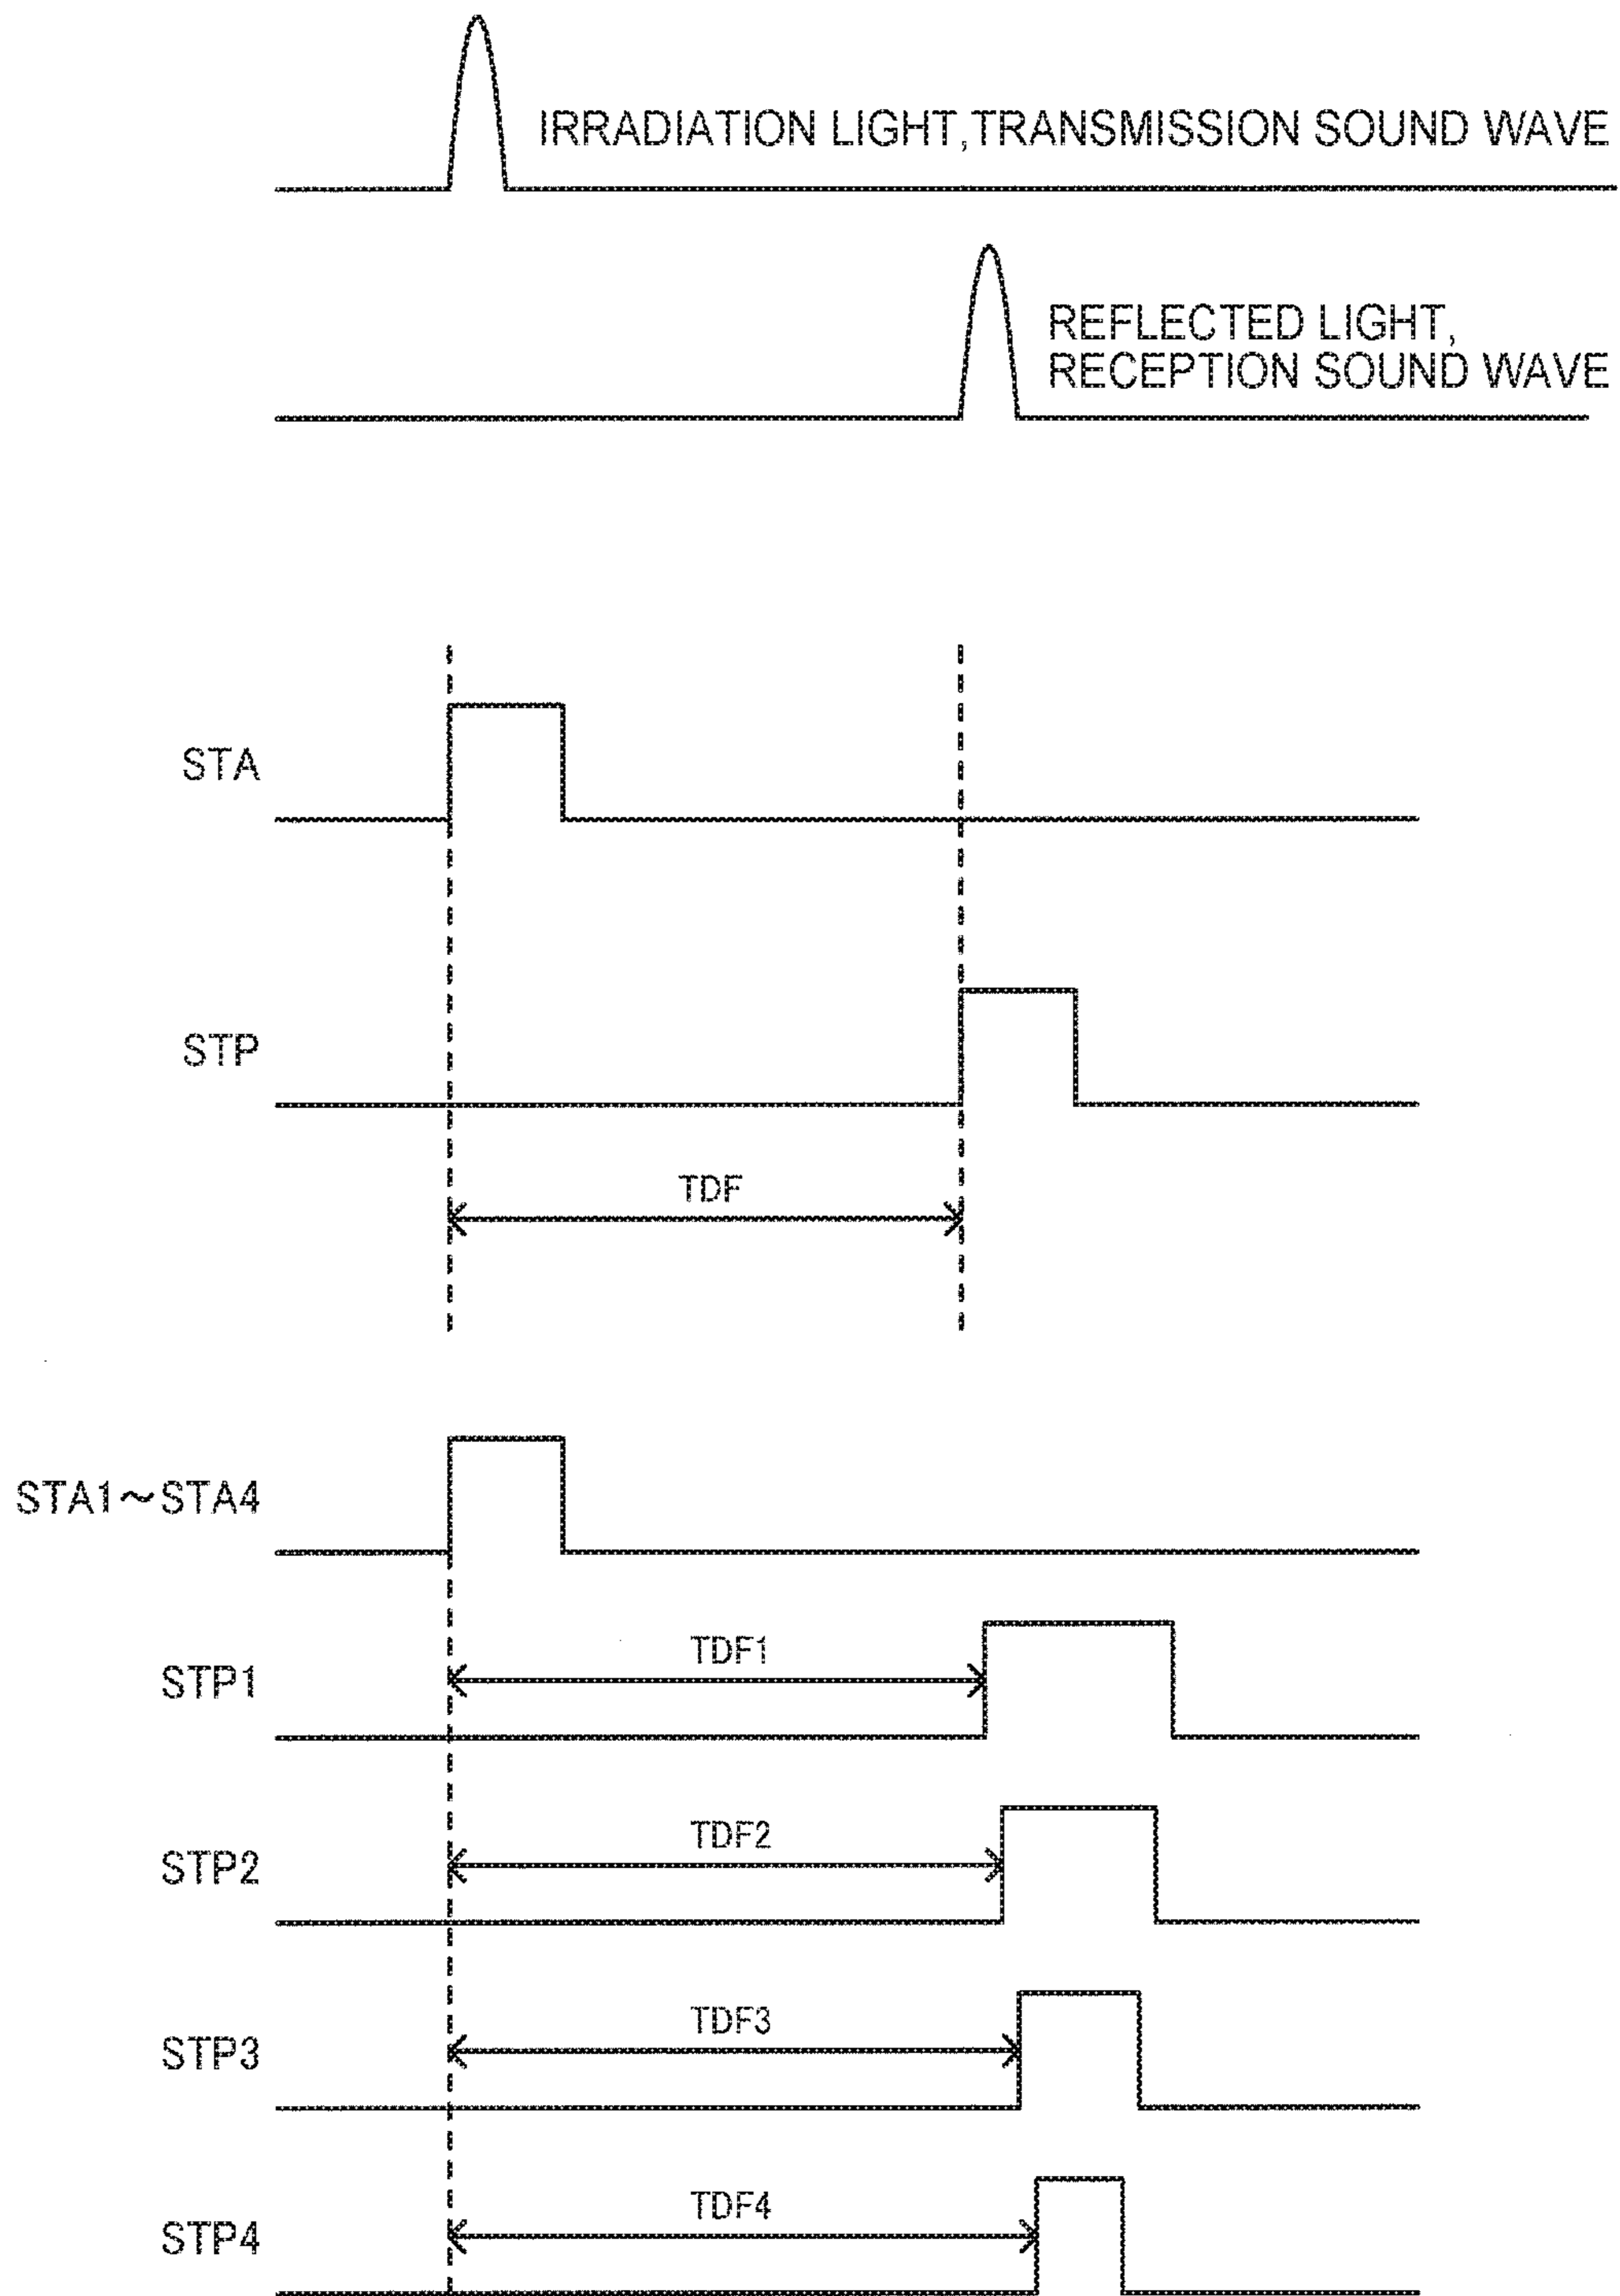 IRRADIATION LIGHT,TRANSMISSION SOUND WAVE
REFLECTED LIGHT,
RECEPTION SOUND WAVE
STA
STP
TDF
STA1～STA4
TDF1
STP1
TDF2
STP2
TDF3
STP3
TDF4
STP4